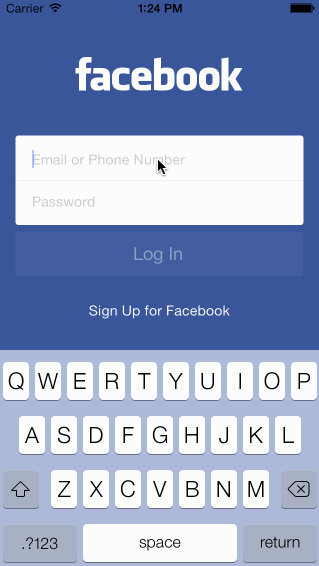 Carrier 1:24 PM
facebook
Email or Phone Number
Password
Log In
Sign Up for Facebook
Q W E R T Y U I O P
A S D F G H J K L
Z X C V B N M
.?123 space return